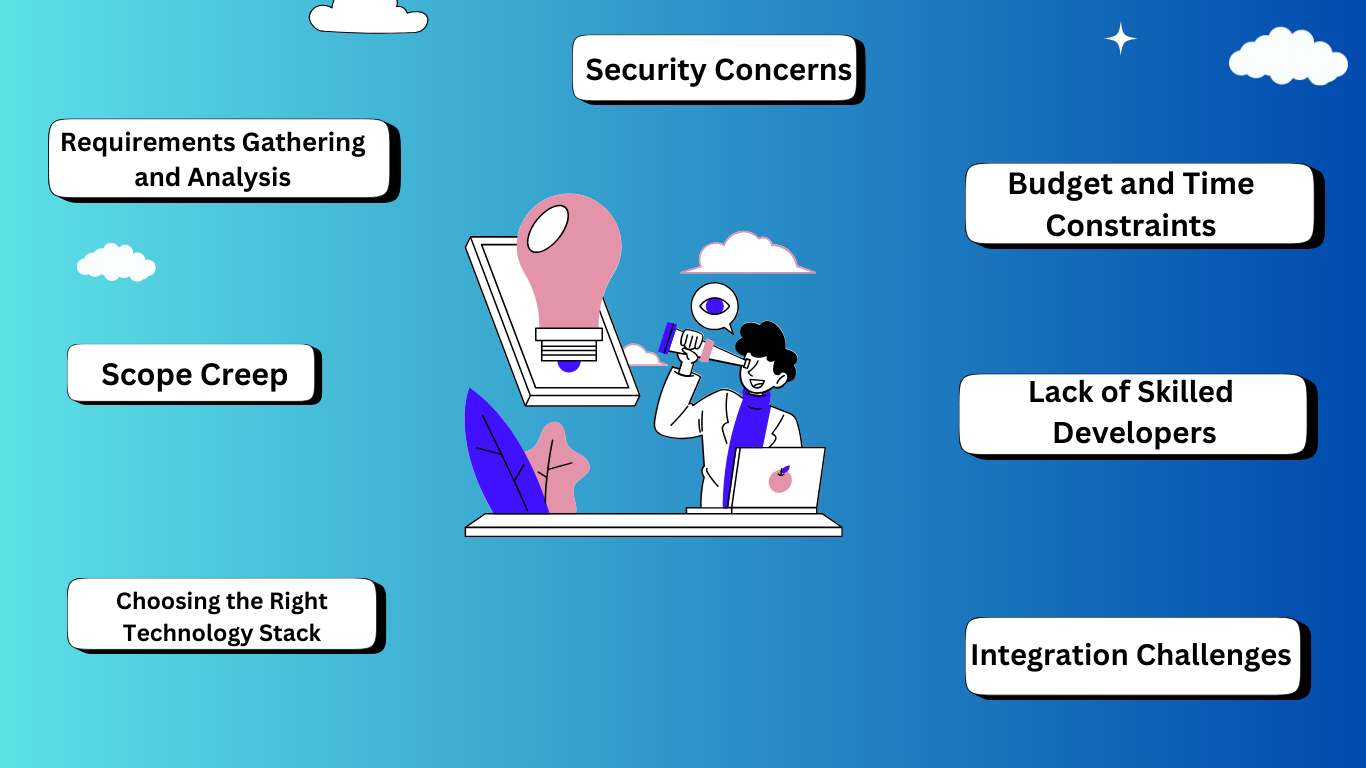 Security Concerns
Requirements Gathering
and Analysis
Budget and Time
Constraints
Scope Creep
Lack of Skilled
Developers
Choosing the Right
Technology Stack
Integration Challenges